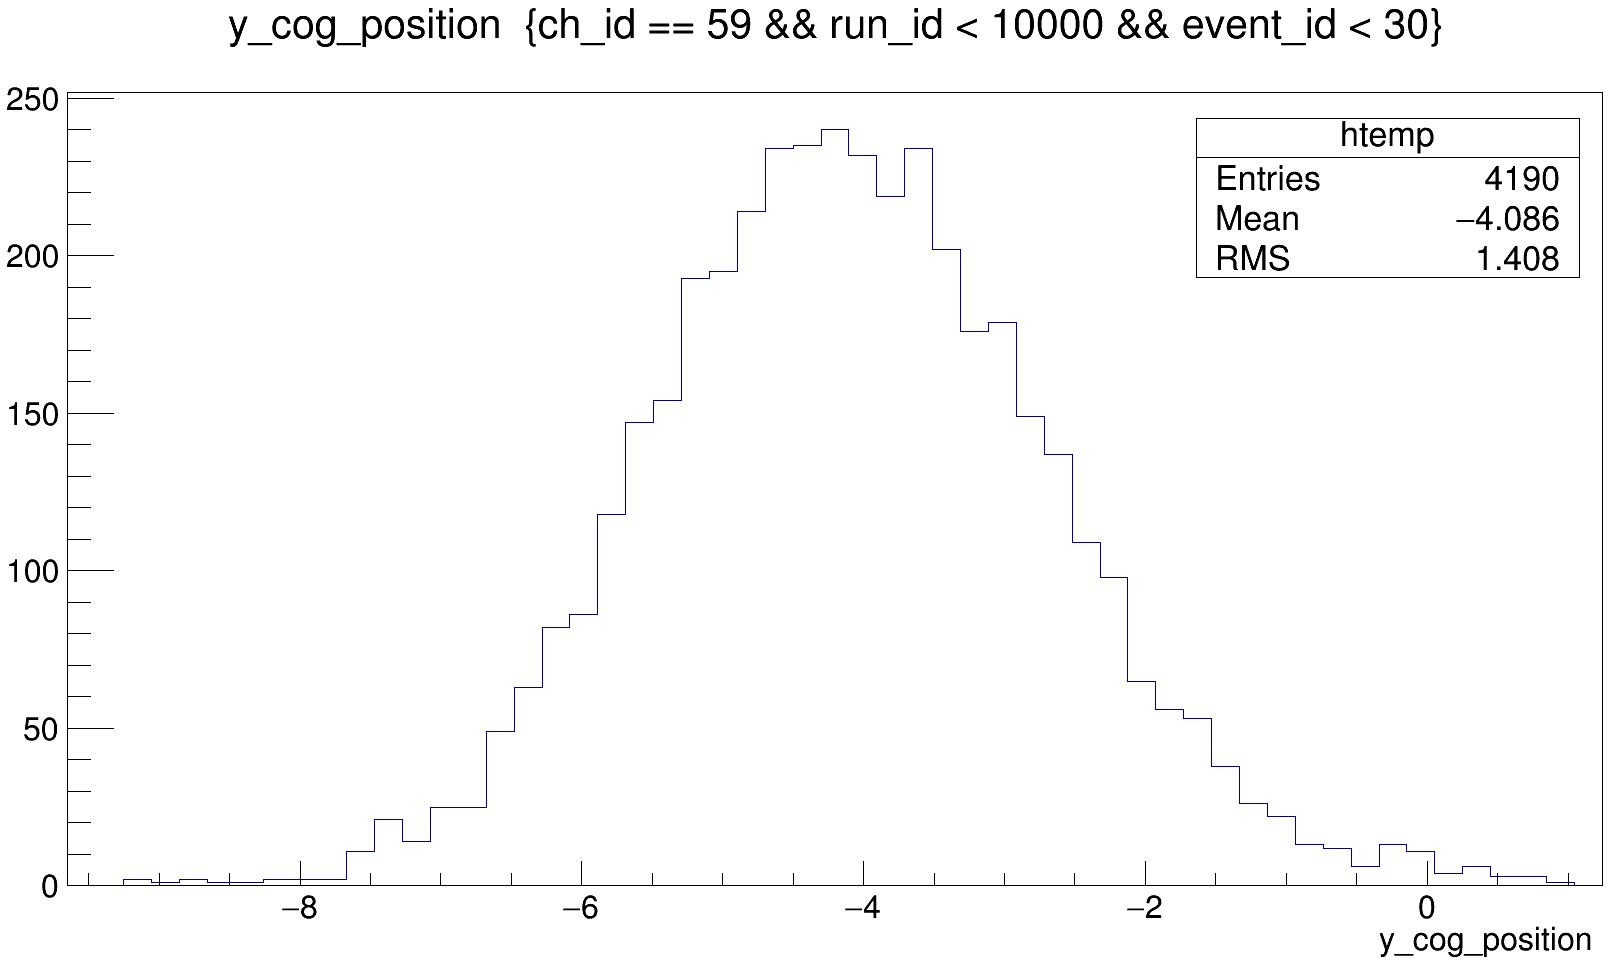 y_cog_position {ch_id == 59 && run_id < 10000 && event_id < 30}
250
200
150
100
50
0
htemp
Entries 4190
Mean −4.086
RMS 1.408
−8 −6 −4 −2 0
y_cog_position